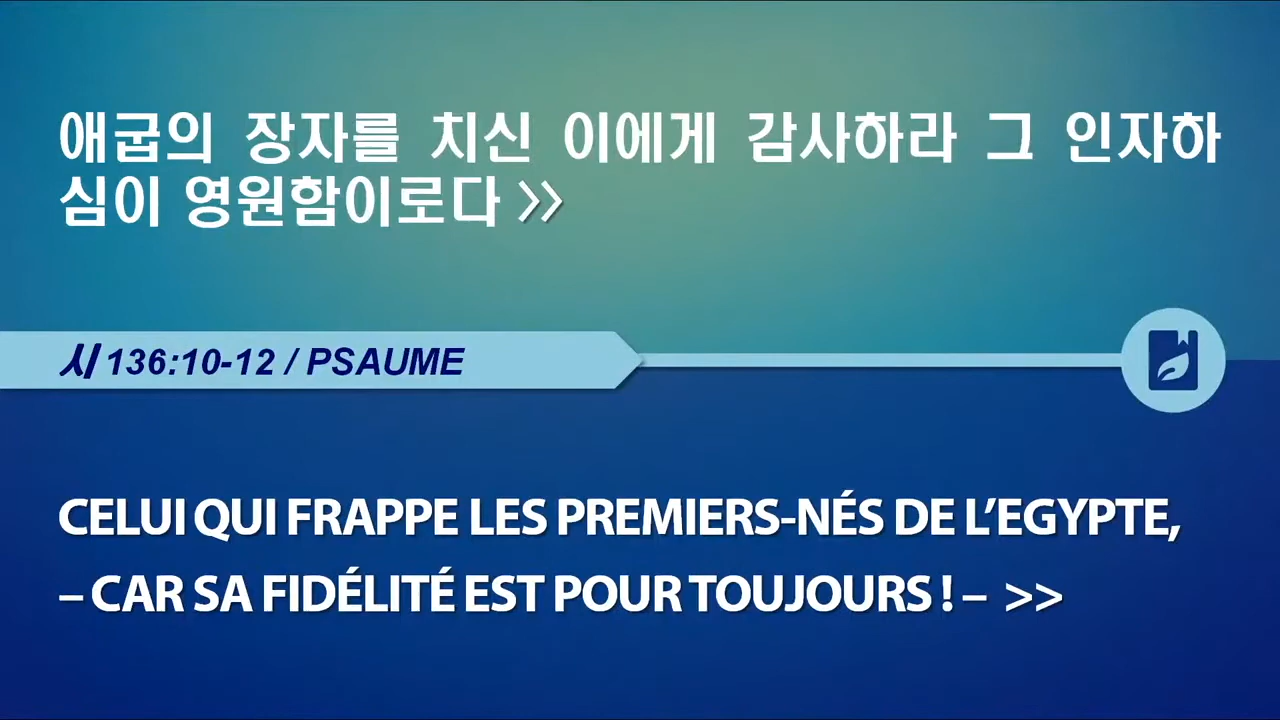 애굽의 장자를 치신 이에게 감사하라 그 인자하
심이 영원함이로다 >>
시 136:10-12 / PSAUME
CELUI QUI FRAPPE LES PREMIERS-NÉS DE L’EGYPTE,
– CAR SA FIDÉLITÉ EST POUR TOUJOURS ! – >>